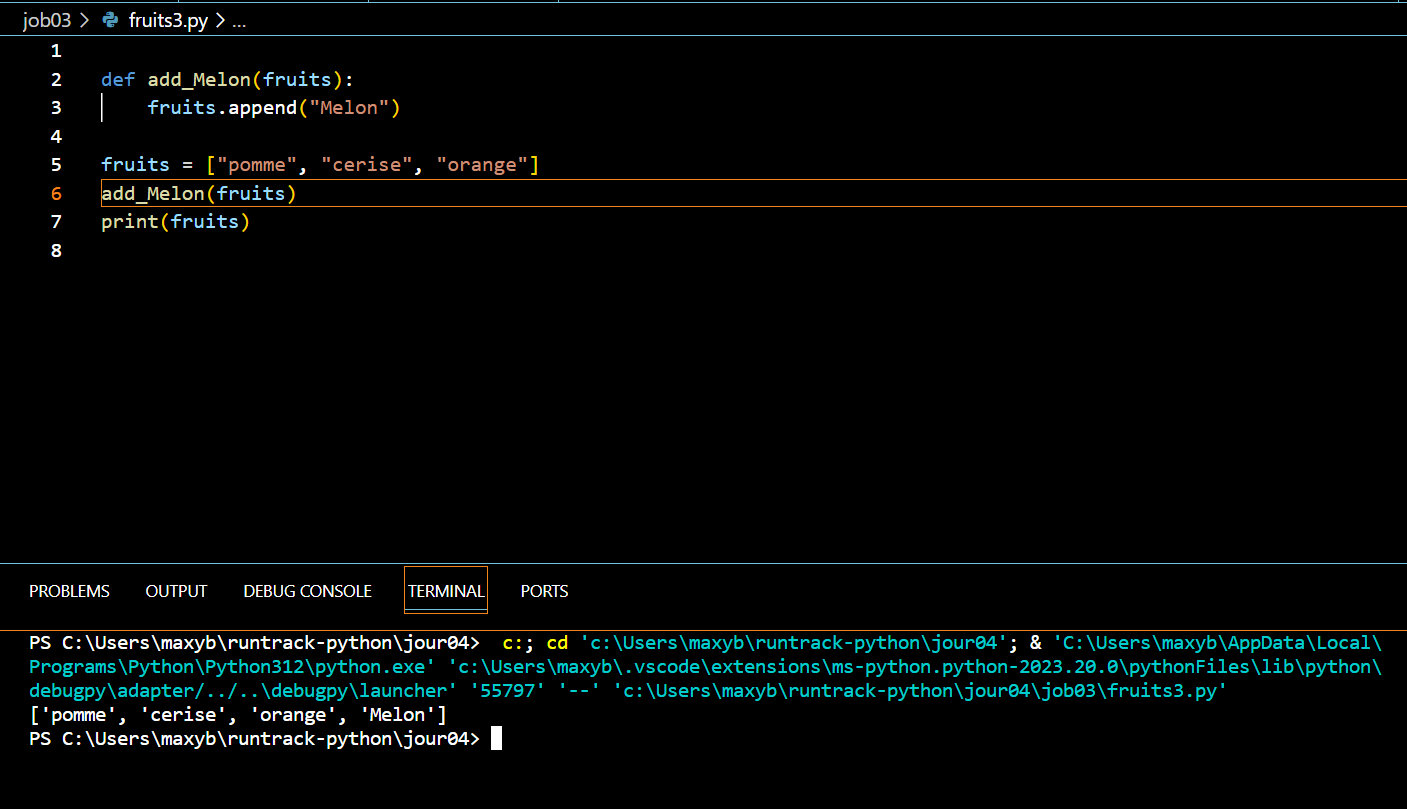 job03 > fruits3.py > ...
1
2 def add_Melon(fruits):
3     fruits.append("Melon")
4
5 fruits = ["pomme", "cerise", "orange"]
6 add_Melon(fruits)
7 print(fruits)
8
PROBLEMS OUTPUT DEBUG CONSOLE TERMINAL PORTS
PS C:\Users\maxyb\runtrack-python\jour04>  c:; cd 'c:\Users\maxyb\runtrack-python\jour04'; & 'C:\Users\maxyb\AppData\Local\
Programs\Python\Python312\python.exe' 'c:\Users\maxyb\.vscode\extensions\ms-python.python-2023.20.0\pythonFiles\lib\python\
debugpy\adapter/../..\debugpy\launcher' '55797' '--' 'c:\Users\maxyb\runtrack-python\jour04\job03\fruits3.py'
['pomme', 'cerise', 'orange', 'Melon']
PS C:\Users\maxyb\runtrack-python\jour04>